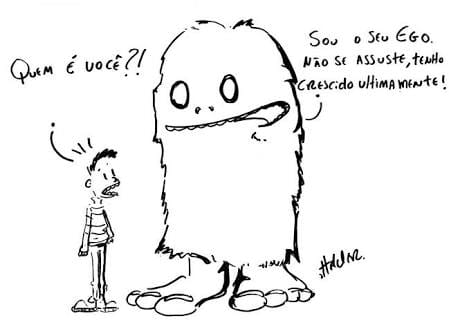 QUEM É VOCÊ?!
SOU O SEU EGO.
NÃO SE ASSUSTE, TENHO
CRESCIDO ULTIMAMENTE!